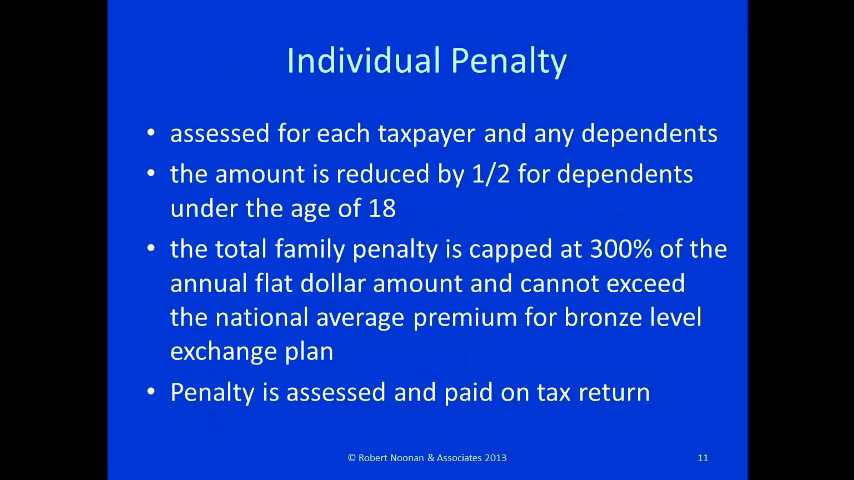 Individual Penalty
• assessed for each taxpayer and any dependents
• the amount is reduced by 1/2 for dependents
under the age of 18
• the total family penalty is capped at 300% of the
annual flat dollar amount and cannot exceed
the national average premium for bronze level
exchange plan
• Penalty is assessed and paid on tax return
© Robert Noonan & Associates 2013
11